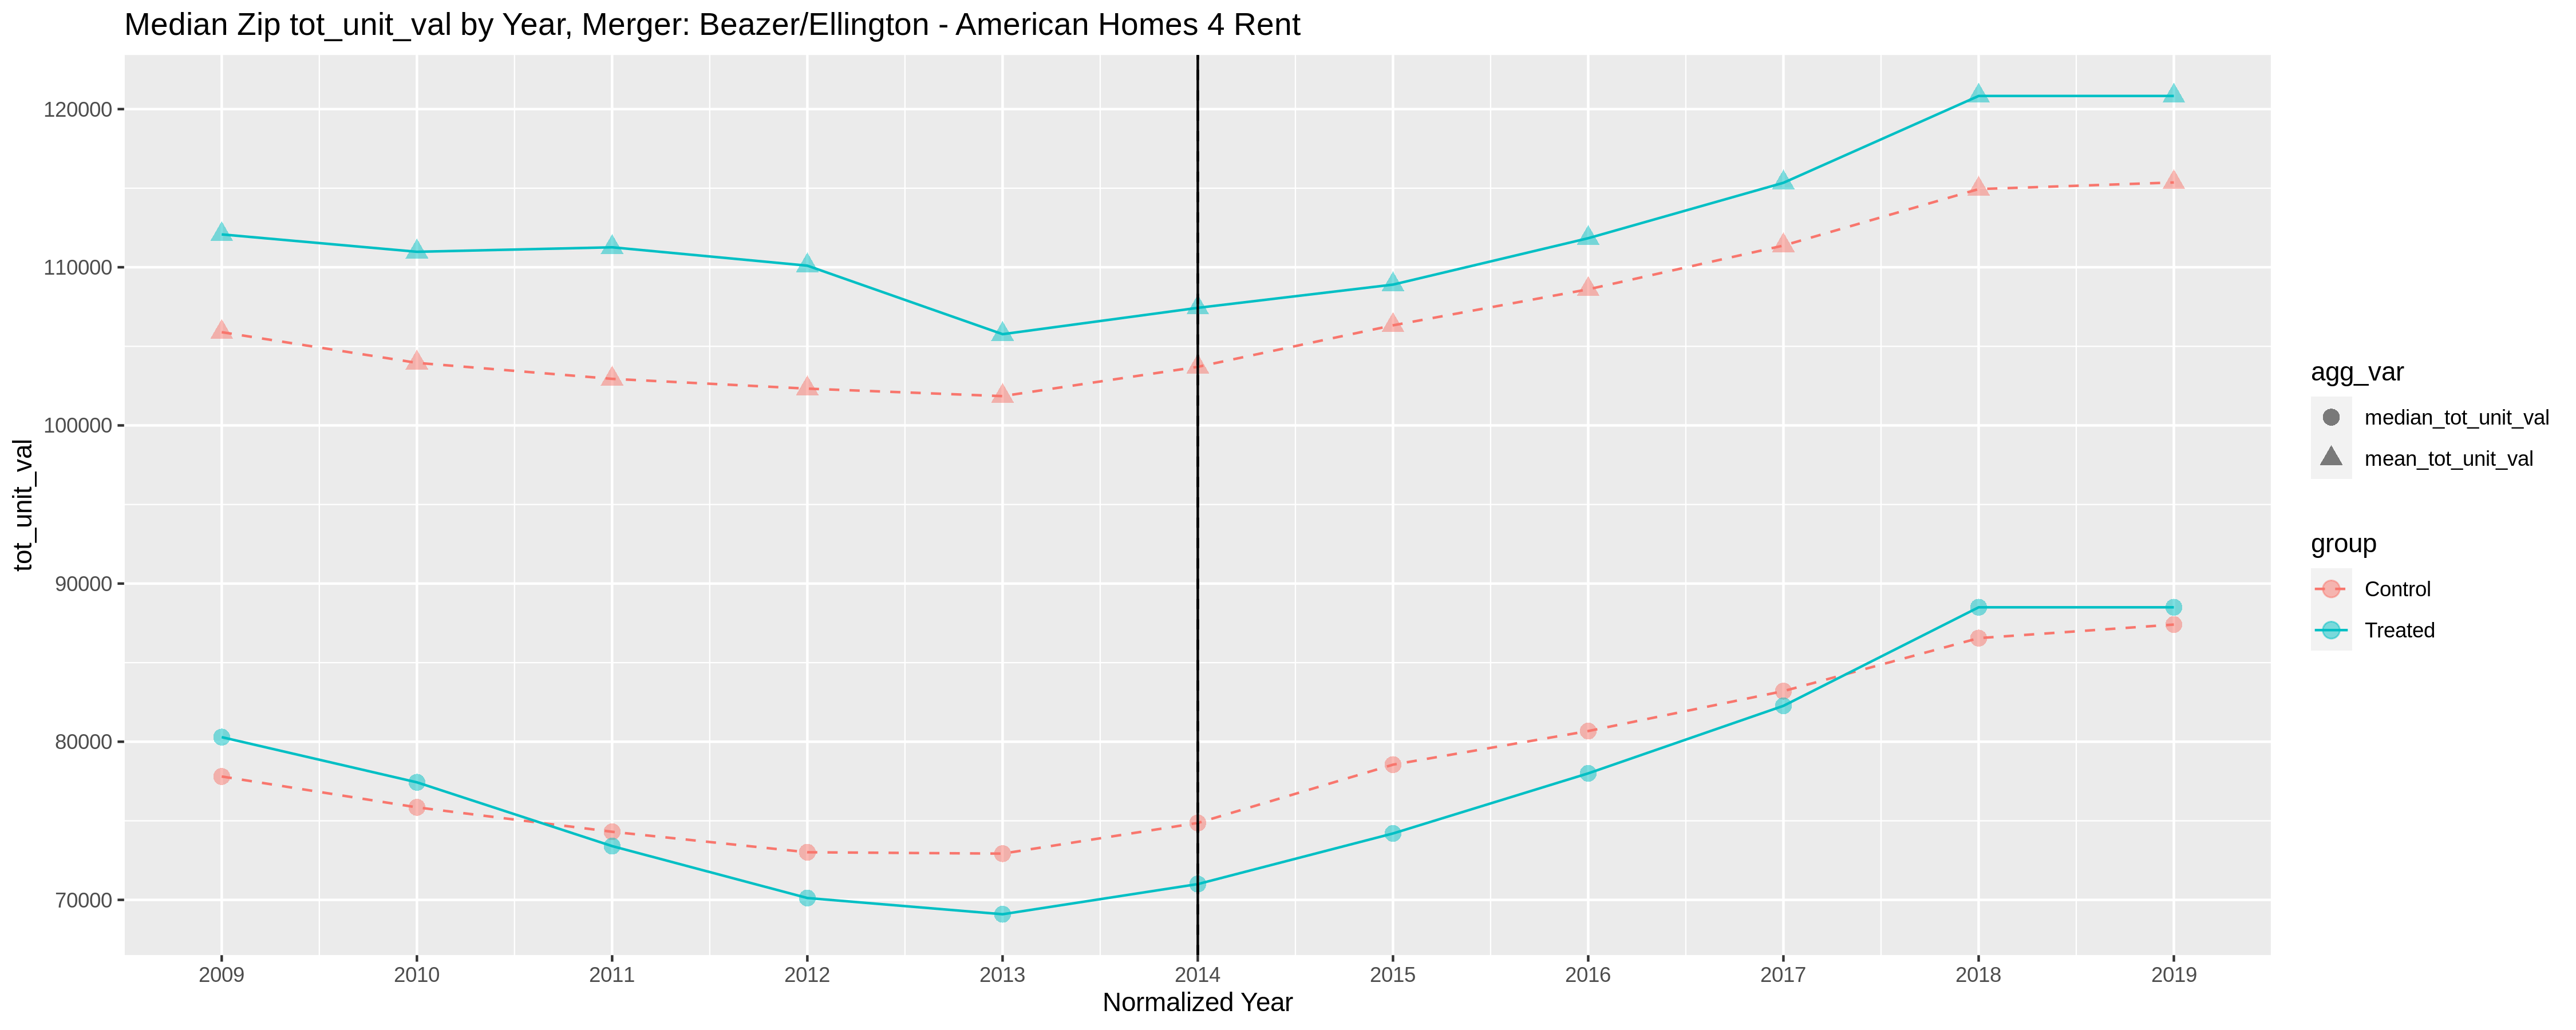 Median Zip tot_unit_val by Year, Merger: Beazer/Ellington - American Homes 4 Rent
tot_unit_val
120000
110000
100000
90000
80000
70000
2009 2010 2011 2012 2013 2014 2015 2016 2017 2018 2019
Normalized Year
agg_var
median_tot_unit_val
mean_tot_unit_val
group
Control
Treated